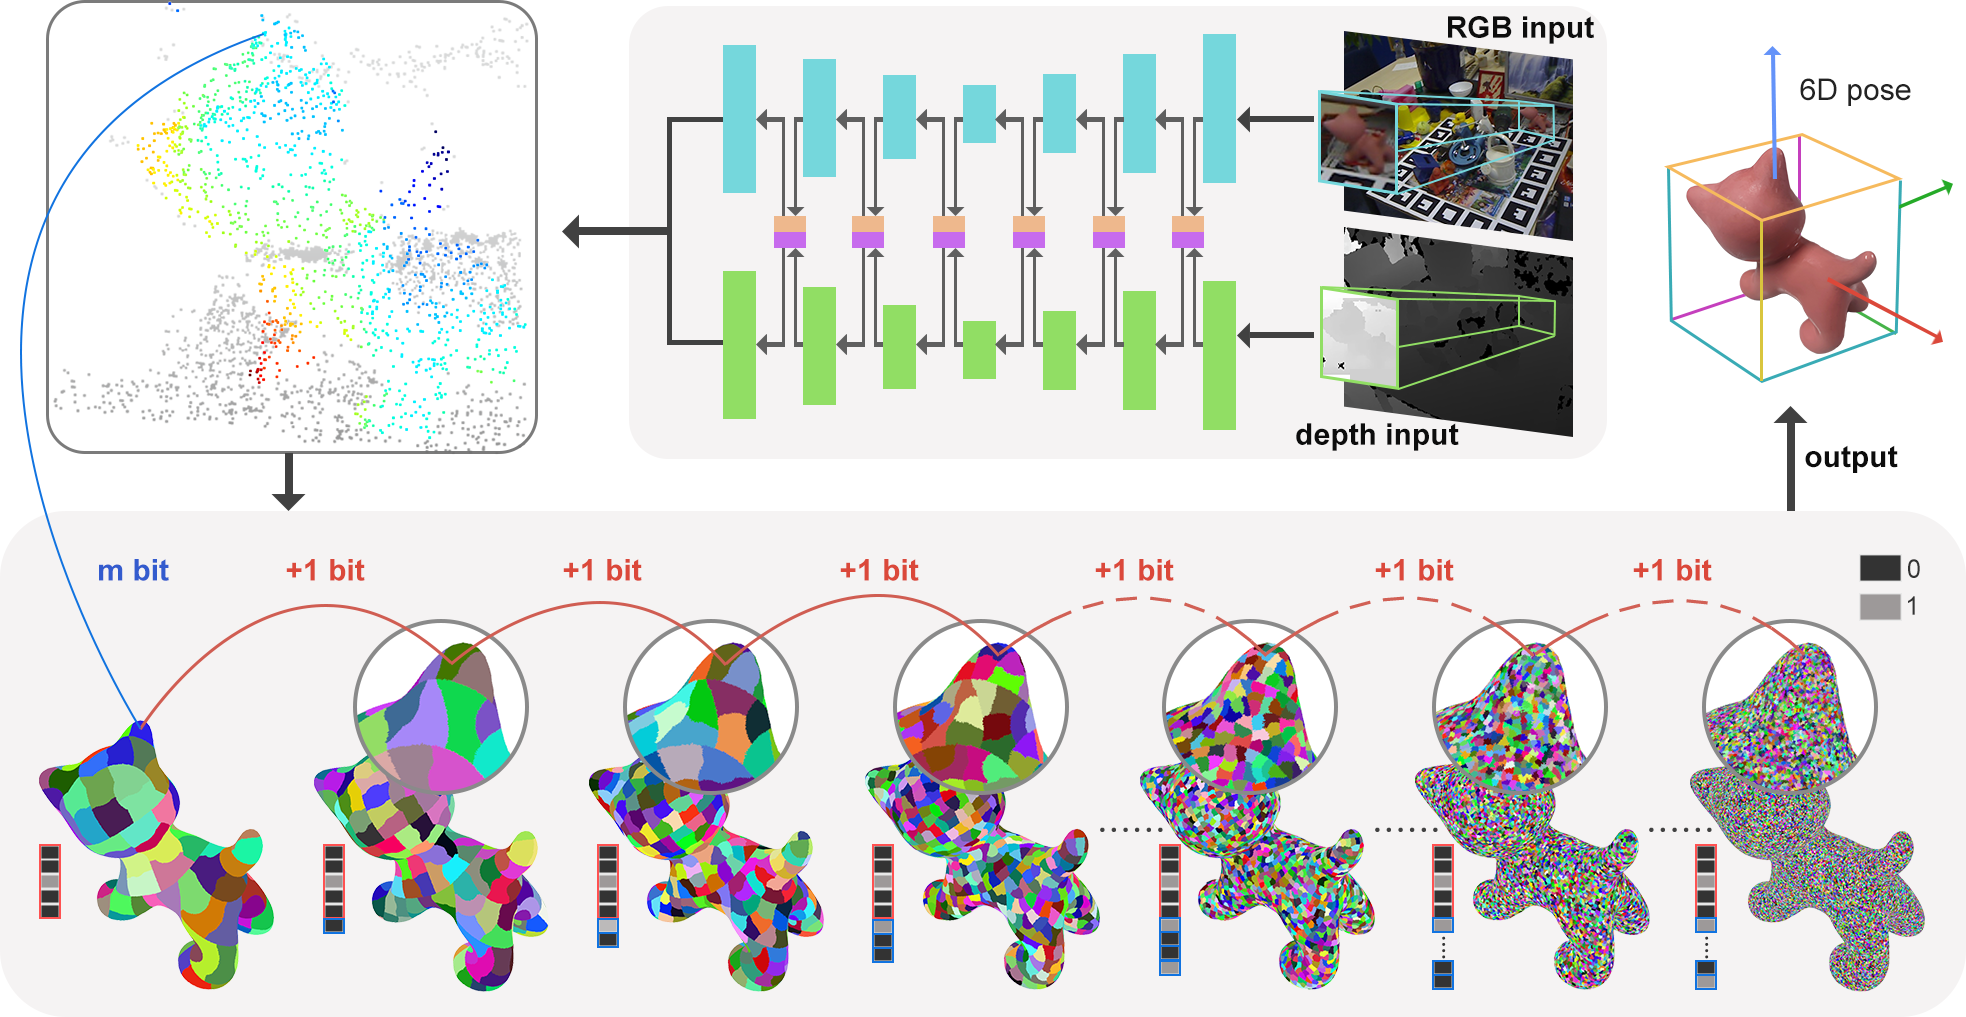 RGB input
6D pose
depth input
output
m bit
+1 bit
+1 bit
+1 bit
+1 bit
+1 bit
+1 bit
0
1